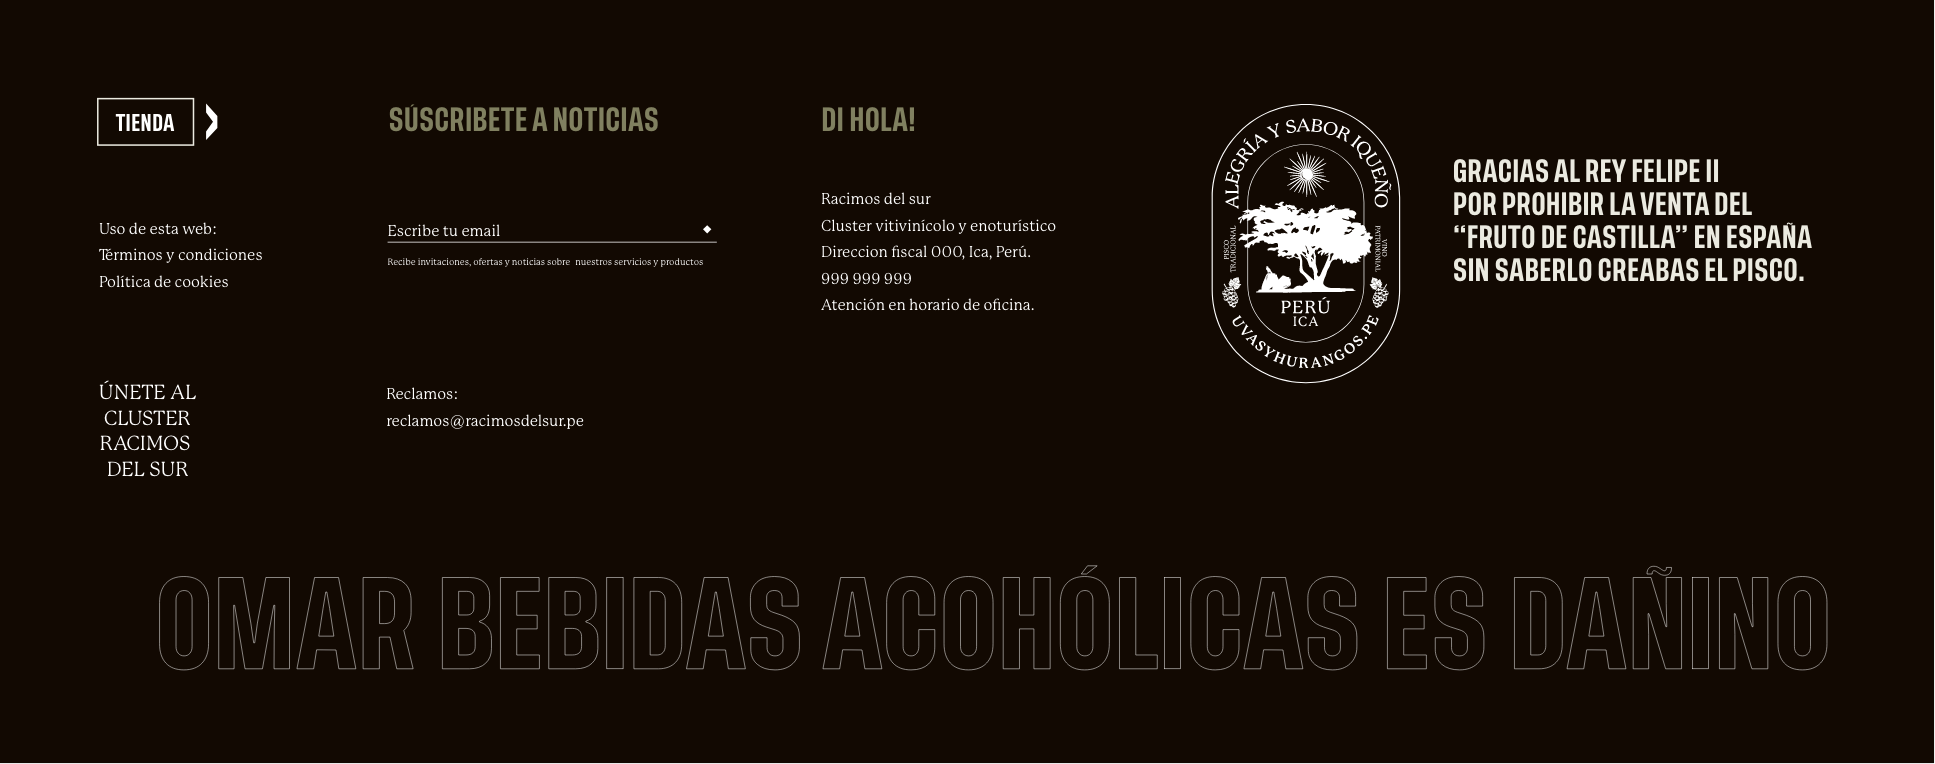 TIENDA
Uso de esta web:
Términos y condiciones
Política de cookies
ÚNETE AL
CLUSTER
RACIMOS
DEL SUR
SÚSCRIBETE A NOTICIAS
Escribe tu email
Recibe invitaciones, ofertas y noticias sobre nuestros servicios y productos
Reclamos:
reclamos@racimosdelsur.pe
DI HOLA!
Racimos del sur
Cluster vitivinícolo y enoturístico
Direccion fiscal 000, Ica, Perú.
999 999 999
Atención en horario de oficina.
ALEGRÍA Y SABOR IQUEÑO
PISCO
TRADICIONAL
VINO
PATRIMONIAL
PERÚ
ICA
UVASYHURANGOS.PE
GRACIAS AL REY FELIPE II
POR PROHIBIR LA VENTA DEL
“FRUTO DE CASTILLA” EN ESPAÑA
SIN SABERLO CREABAS EL PISCO.
OMAR BEBIDAS ACOHÓLICAS ES DAÑINO